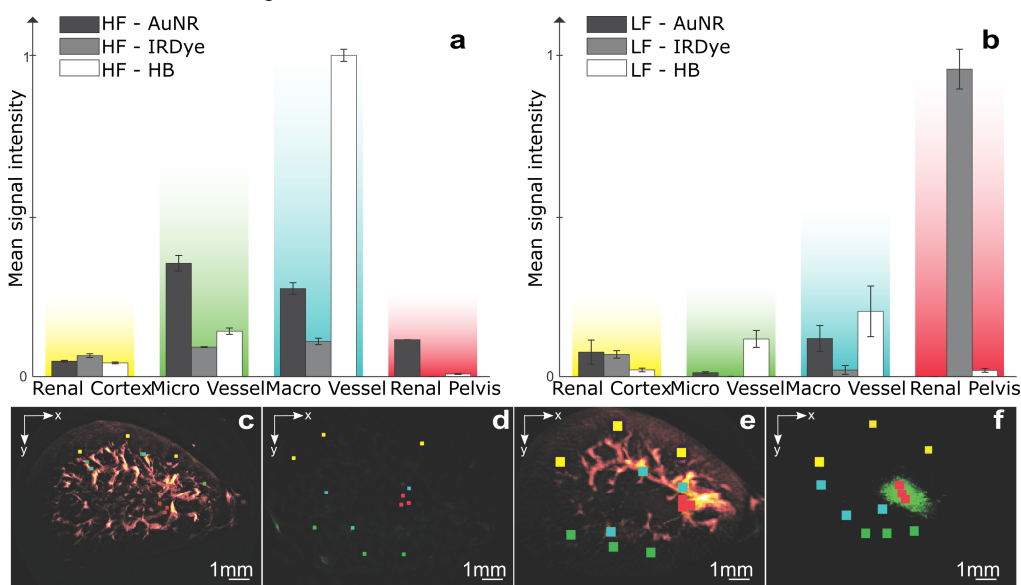 HF - AuNR
HF - IRDye
HF - HB
a
1
0
Mean signal intensity
Renal Cortex Micro Vessel Macro Vessel Renal Pelvis
LF - AuNR
LF - IRDye
LF - HB
b
1
0
Mean signal intensity
Renal Cortex Micro Vessel Macro Vessel Renal Pelvis
x
y
c
1mm
x
y
d
1mm
x
y
e
1mm
x
y
f
1mm